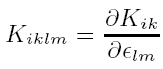 K_{iklm} = \frac{\partial K_{ik}}{\partial \epsilon_{lm}}